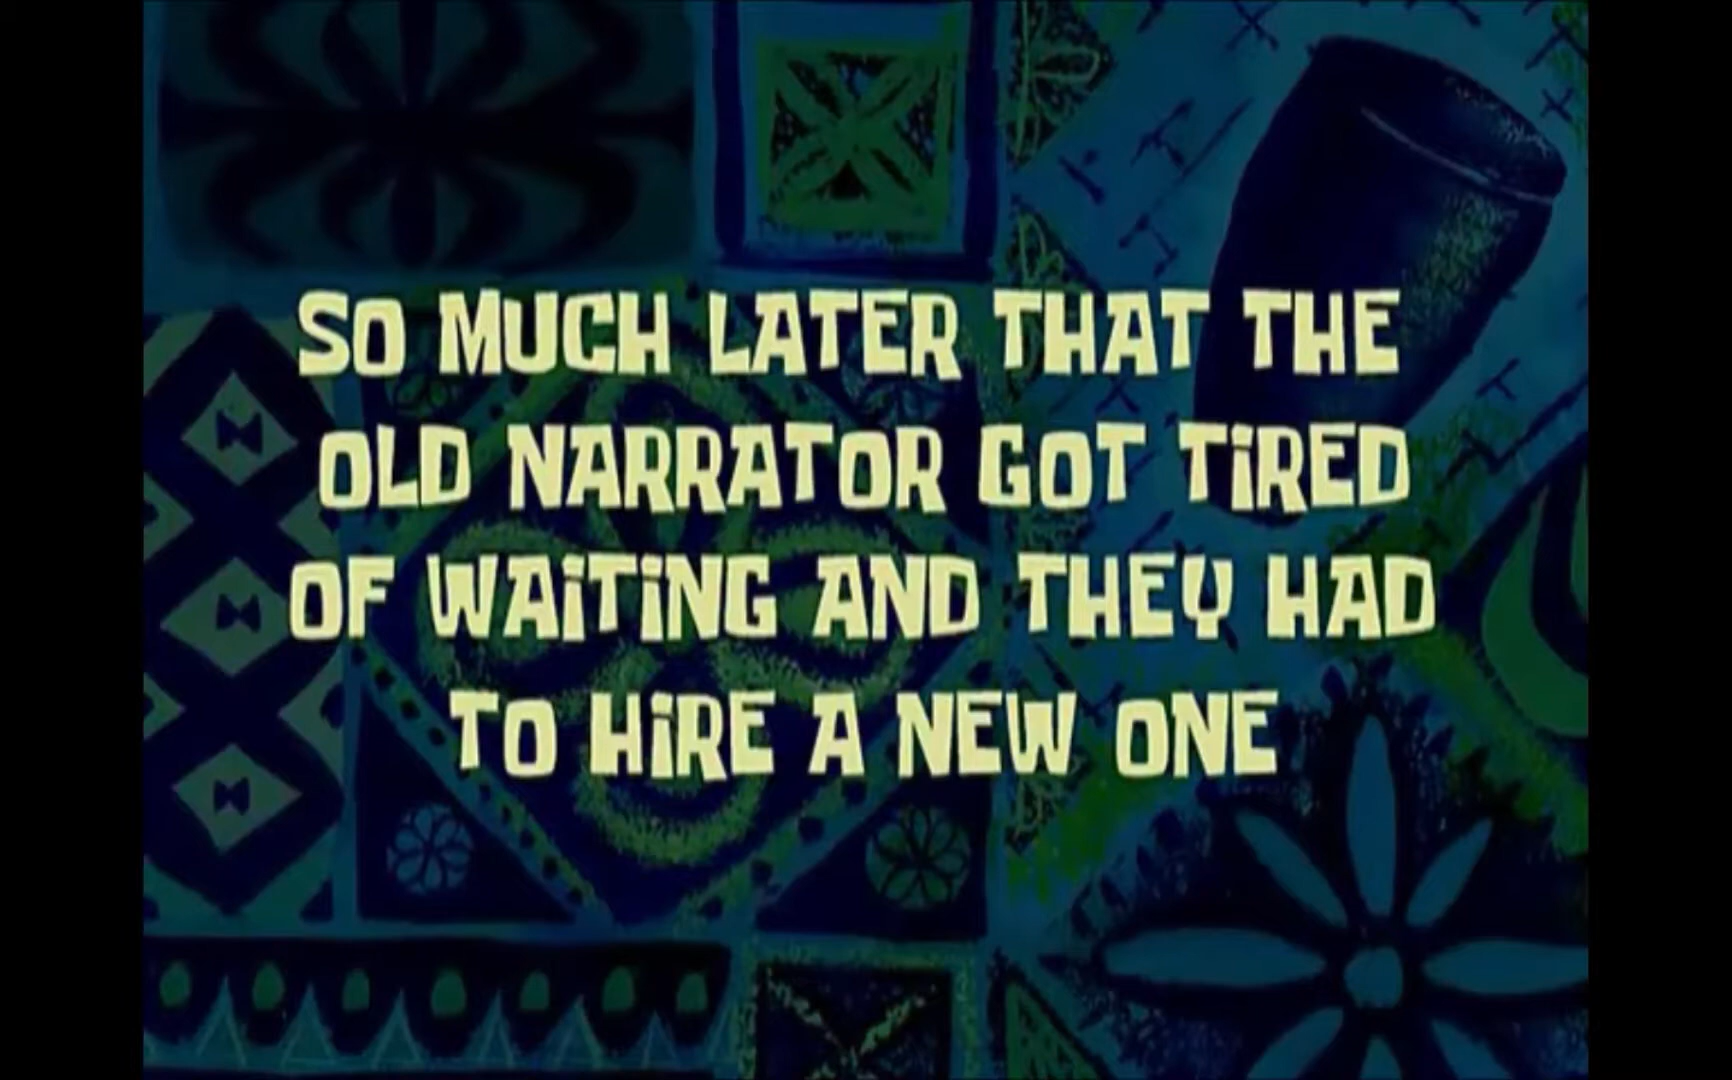 SO MUCH LATER THAT THE
OLD NARRATOR GOT TiRED
OF WAiTiNG AND THEY HAD
TO HiRE A NEW ONE